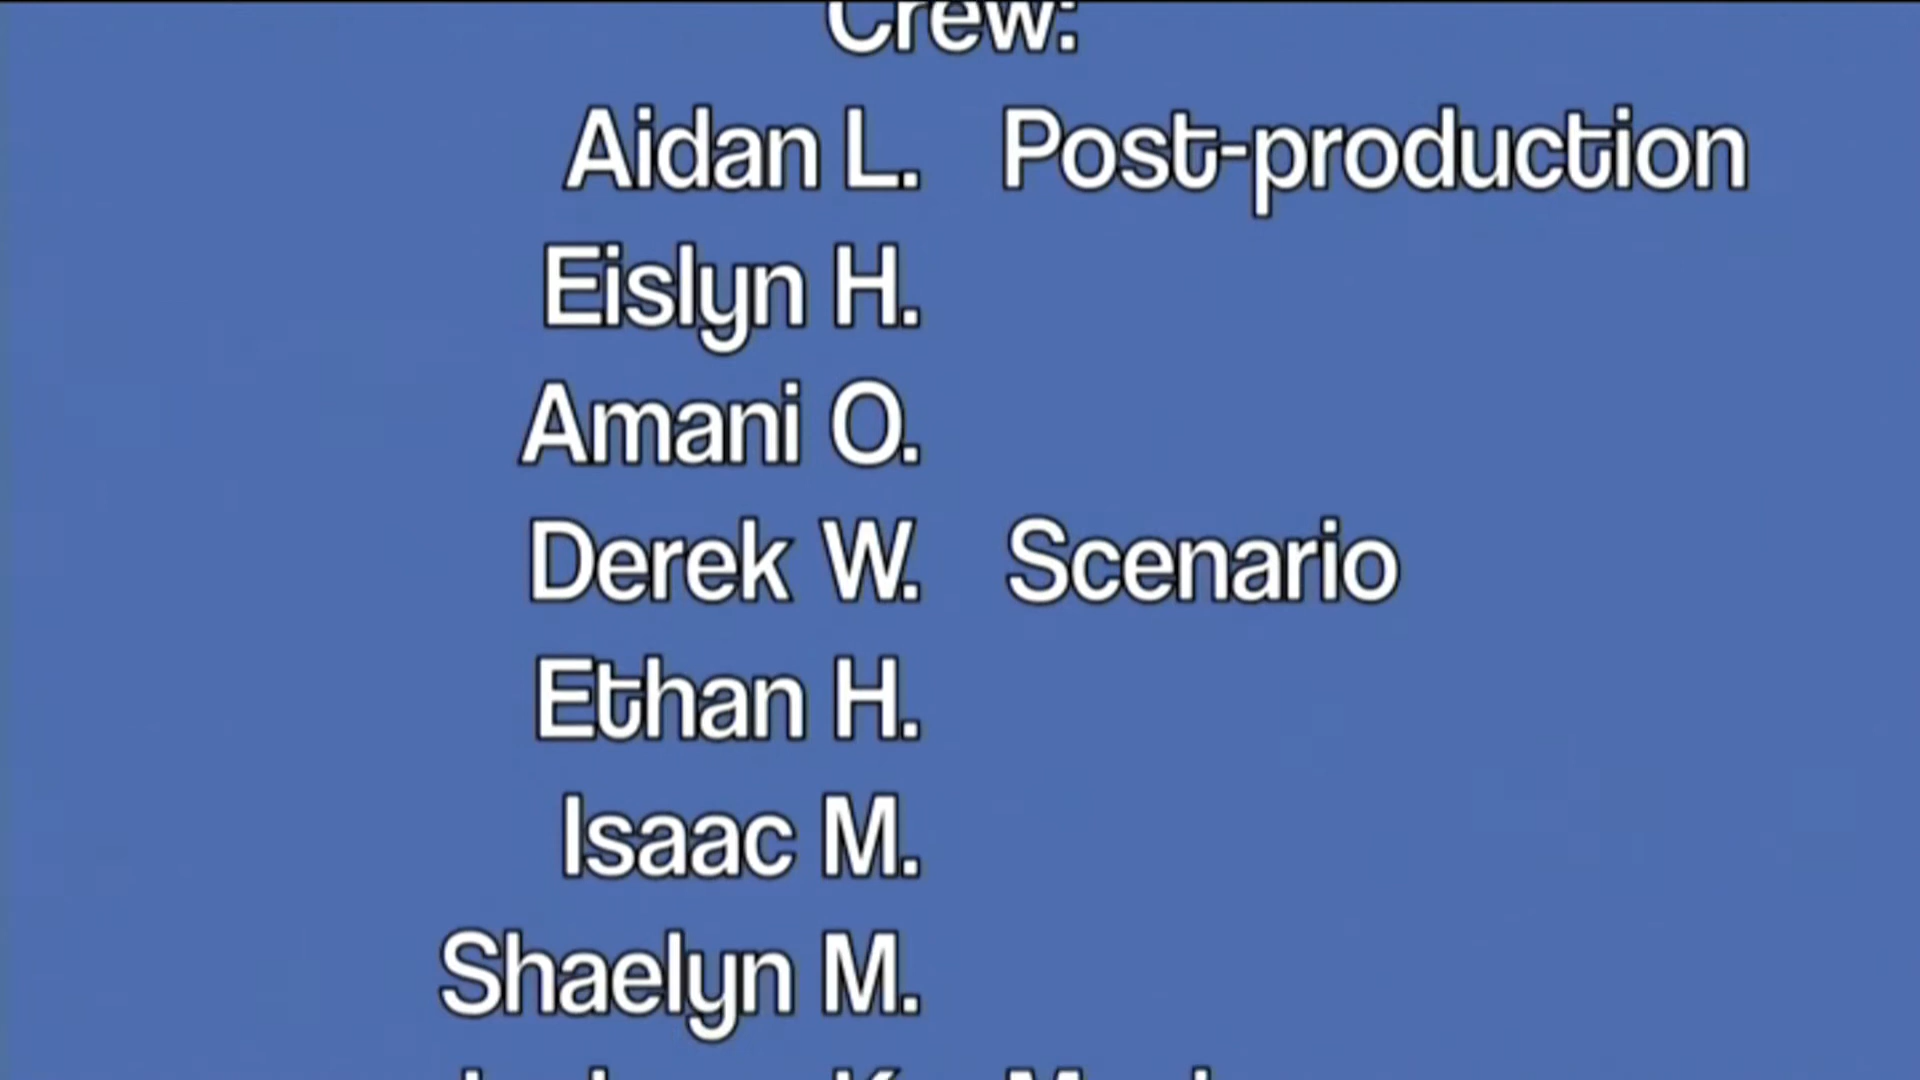 Crew:
Aidan L. Post-production
Eislyn H.
Amani O.
Derek W. Scenario
Ethan H.
Isaac M.
Shaelyn M.